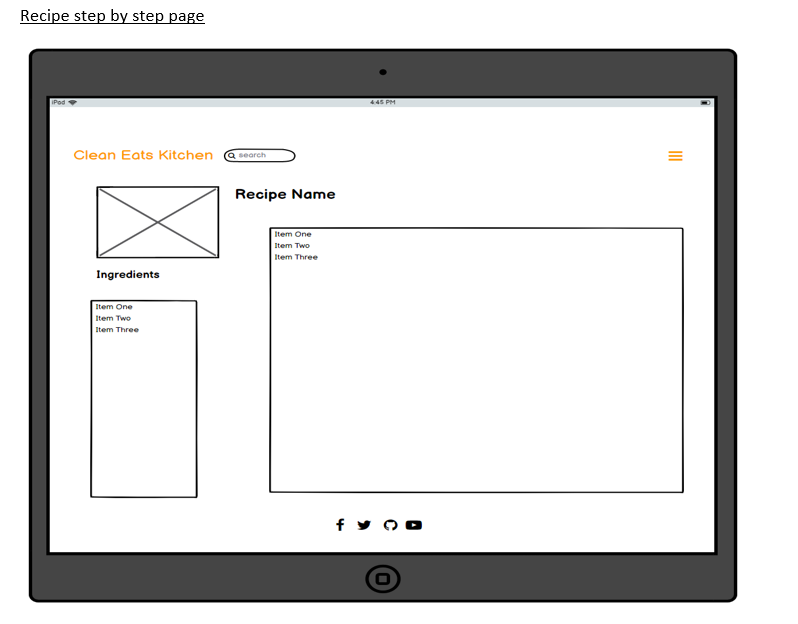 Recipe step by step page
iPad 4:45 PM
Clean Eats Kitchen search
Recipe Name
Item One
Item Two
Item Three
Ingredients
Item One
Item Two
Item Three